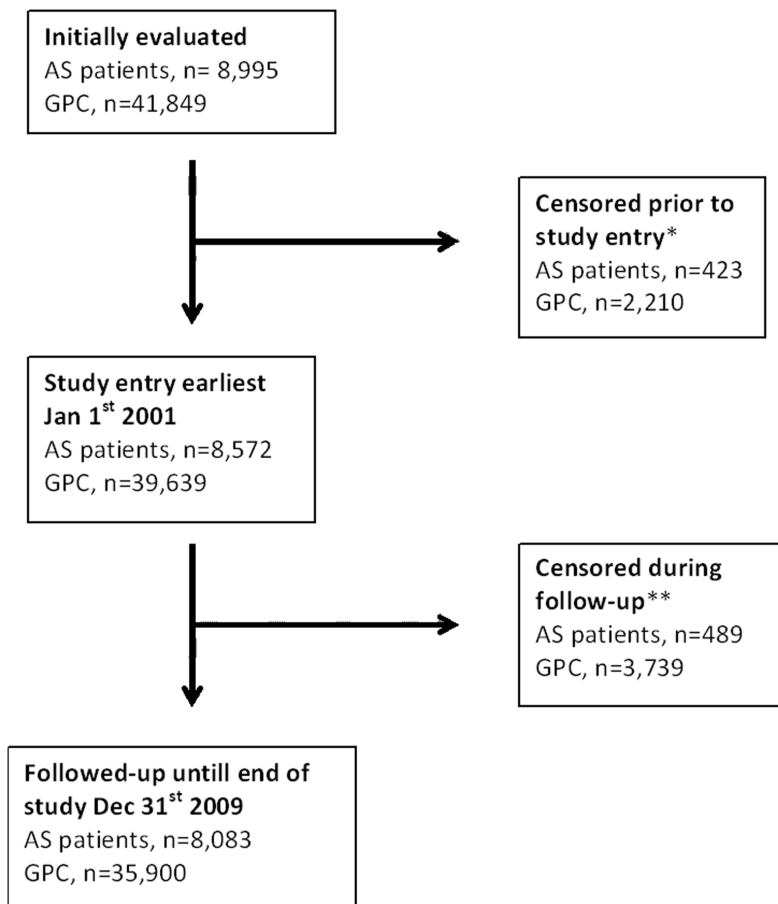 Initially evaluated
AS patients, n= 8,995
GPC, n=41,849
Censored prior to
study entry*
AS patients, n=423
GPC, n=2,210
Study entry earliest
Jan 1st 2001
AS patients, n=8,572
GPC, n=39,639
Censored during
follow-up**
AS patients, n=489
GPC, n=3,739
Followed-up untill end of
study Dec 31st 2009
AS patients, n=8,083
GPC, n=35,900